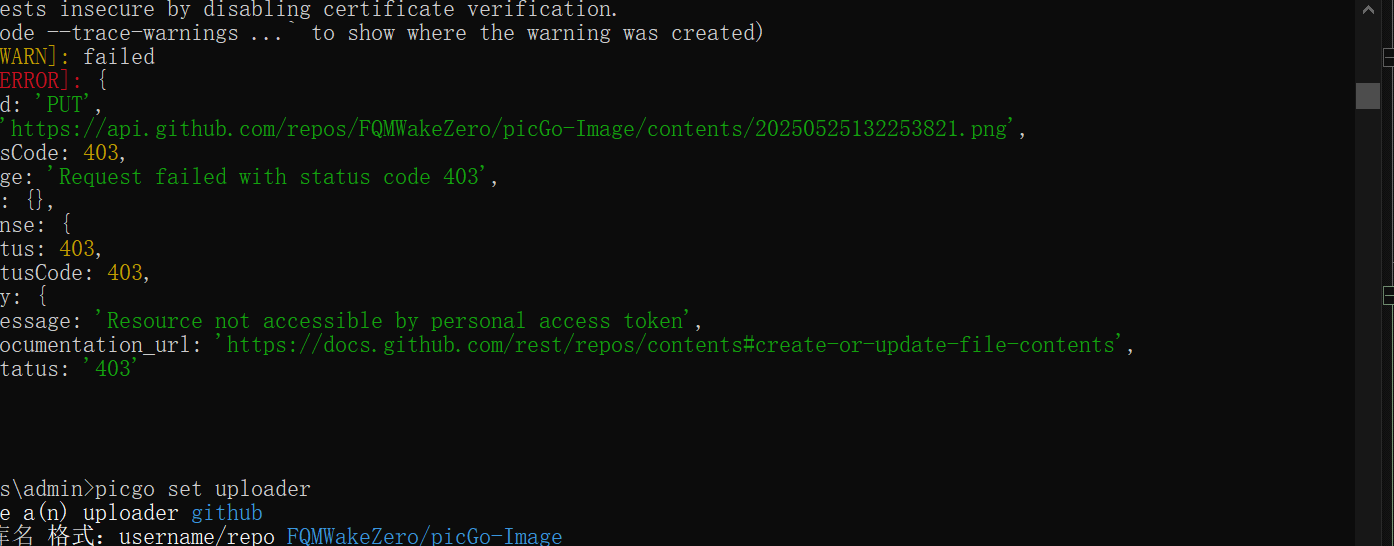 ests insecure by disabling certificate verification.
ode --trace-warnings ...` to show where the warning was created)
WARN]: failed
ERROR]: {
d: 'PUT',
'https://api.github.com/repos/FQMWakeZero/picGo-Image/contents/20250525132253821.png',
sCode: 403,
ge: 'Request failed with status code 403',
: {},
nse: {
tus: 403,
tusCode: 403,
y: {
essage: 'Resource not accessible by personal access token',
ocumentation_url: 'https://docs.github.com/rest/repos/contents#create-or-update-file-contents',
tatus: '403'
s\admin>picgo set uploader
e a(n) uploader github
库名 格式：username/repo FQMWakeZero/picGo-Image